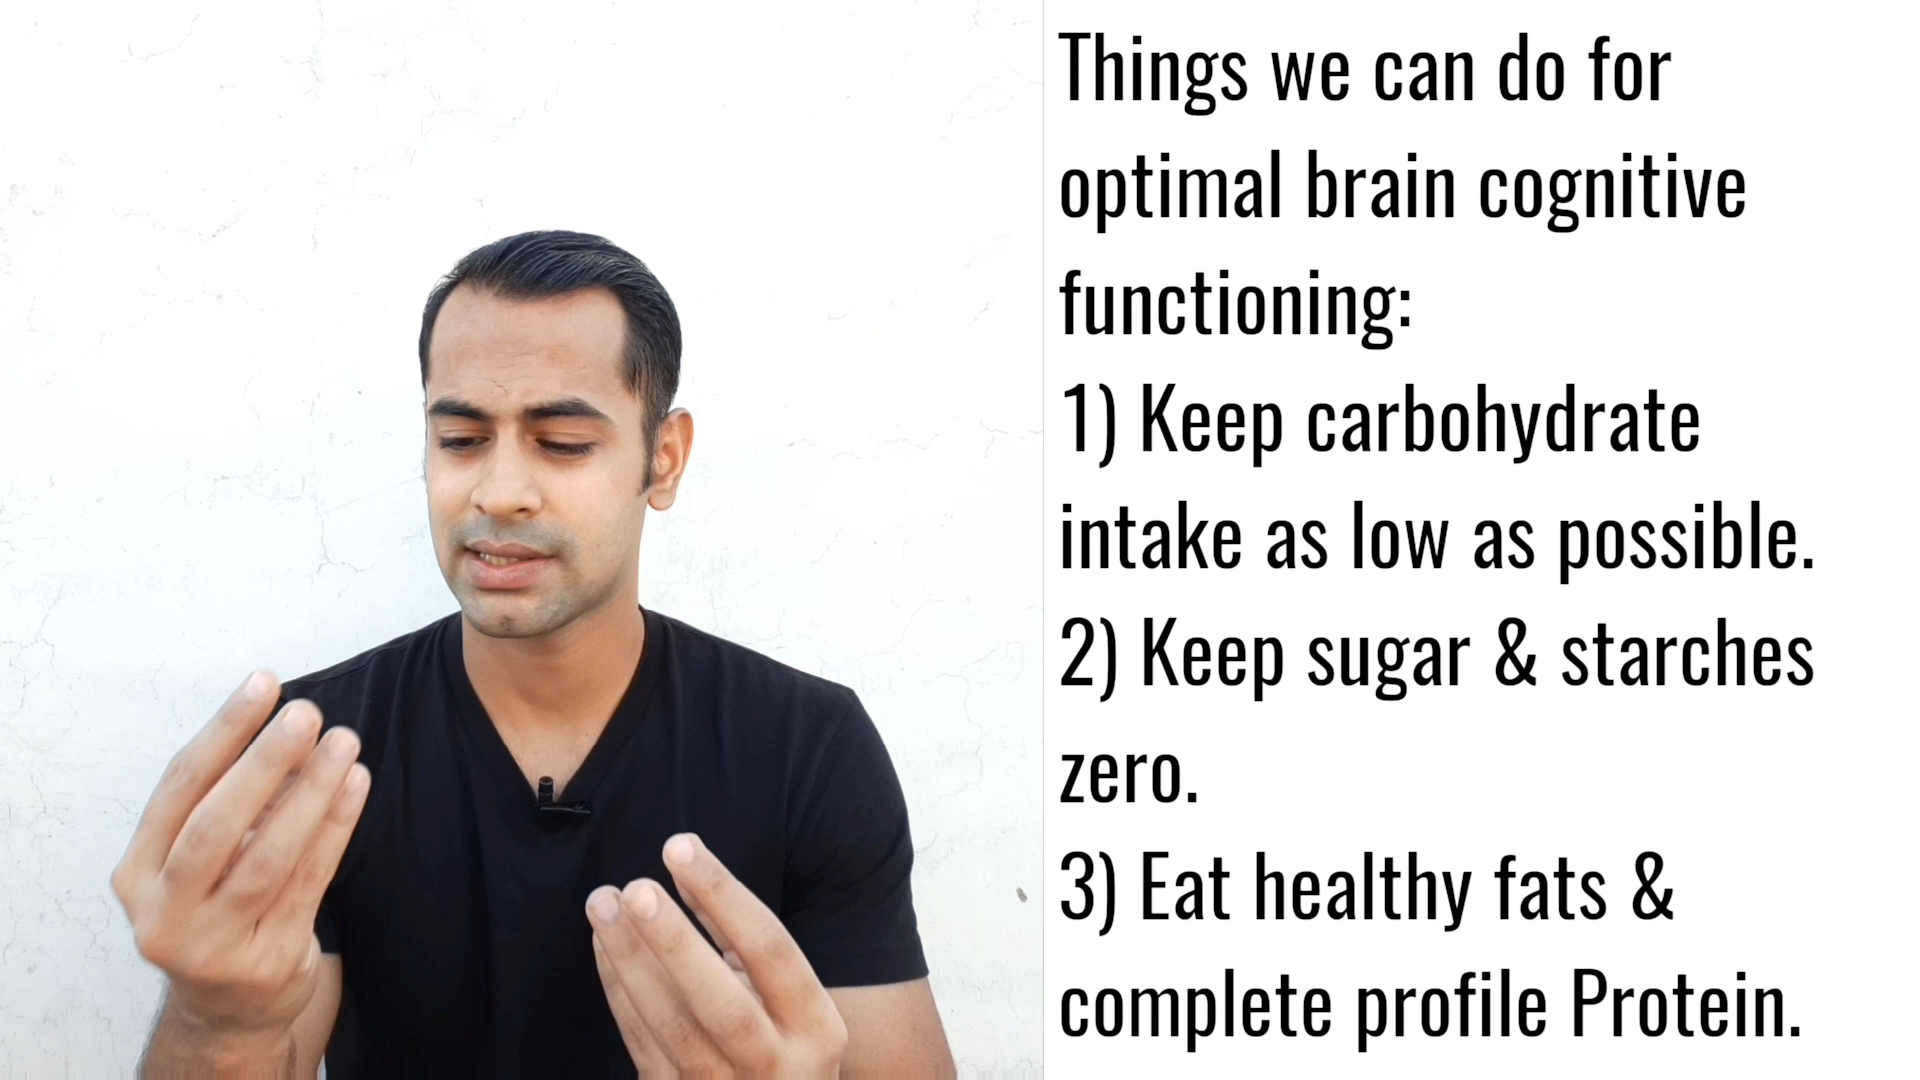 Things we can do for
optimal brain cognitive
functioning:
1) Keep carbohydrate
intake as low as possible.
2) Keep sugar & starches
zero.
3) Eat healthy fats &
complete profile Protein.